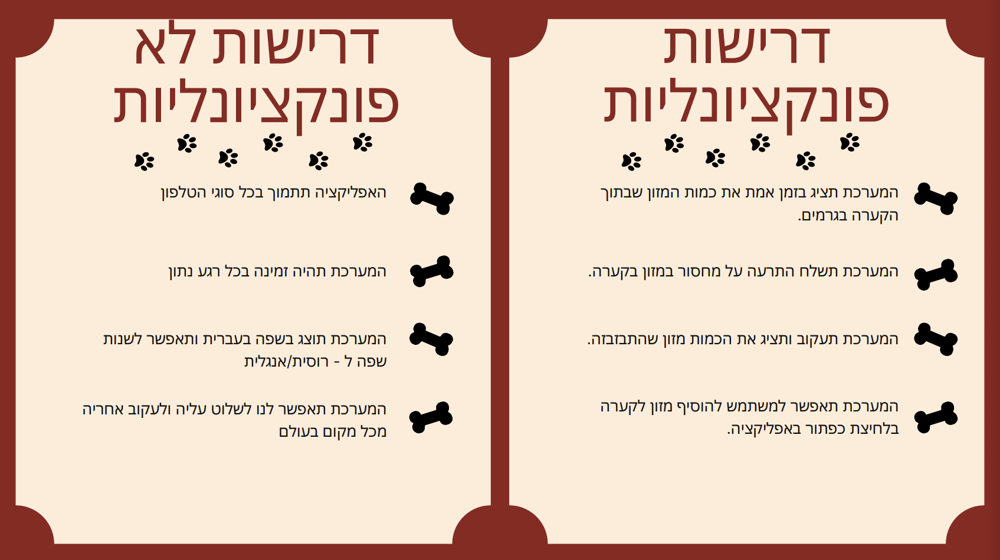 דרישות
פונקציונליות
המערכת תציג בזמן אמת את כמות המזון שבתוך
הקערה בגרמים.
המערכת תשלח התרעה על מחסור במזון בקערה.
המערכת תעקוב ותציג את הכמות מזון שהתבזבזה.
המערכת תאפשר למשתמש להוסיף מזון לקערה
בלחיצת כפתור באפליקציה.
דרישות לא
פונקציונליות
האפליקציה תתמוך בכל סוגי הטלפון
המערכת תהיה זמינה בכל רגע נתון
המערכת תוצג בשפה בעברית ותאפשר לשנות
שפה ל - רוסית/אנגלית
המערכת תאפשר לנו לשלוט עליה ולעקוב אחריה
מכל מקום בעולם